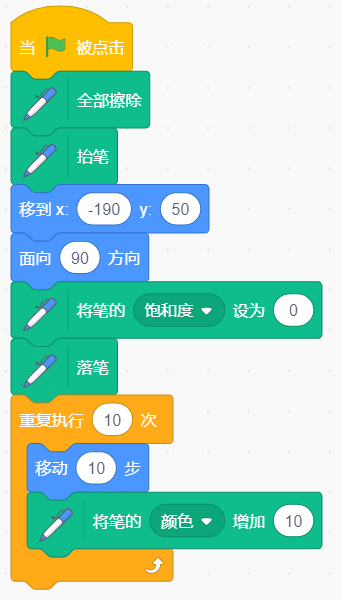 当 被点击
全部擦除
抬笔
移到 x: -190 y: 50
面向 90 方向
将笔的 饱和度 设为 0
落笔
重复执行 10 次
移动 10 步
将笔的 颜色 增加 10